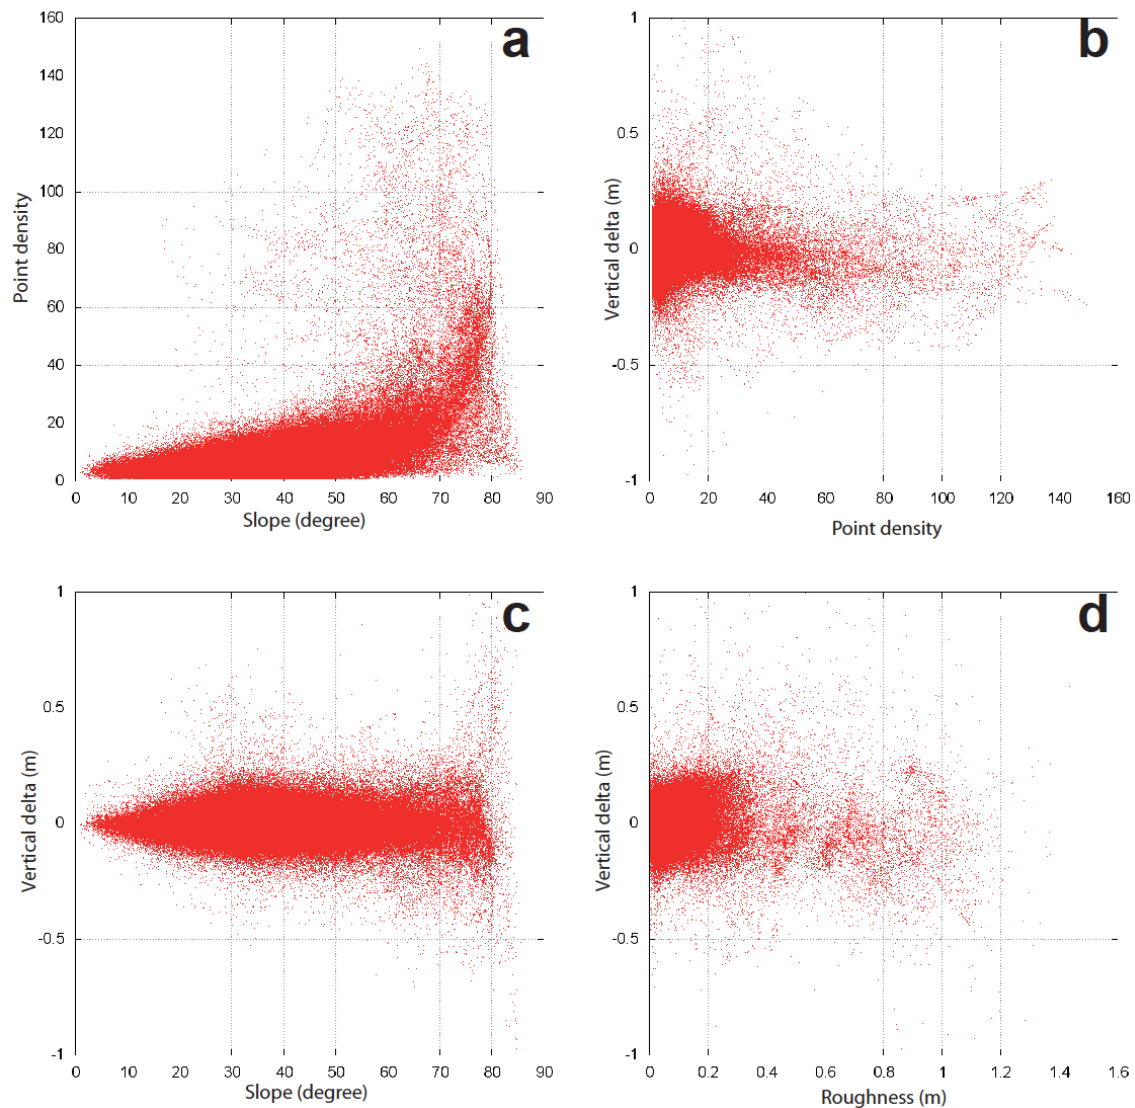 a
160
140
120
100
80
60
40
20
0
Point density
0 10 20 30 40 50 60 70 80 90
Slope (degree)
b
1
0.5
0
-0.5
-1
Vertical delta (m)
0 20 40 60 80 100 120 140 160
Point density
c
1
0.5
0
-0.5
-1
Vertical delta (m)
0 10 20 30 40 50 60 70 80 90
Slope (degree)
d
1
0.5
0
-0.5
-1
Vertical delta (m)
0 0.2 0.4 0.6 0.8 1 1.2 1.4 1.6
Roughness (m)